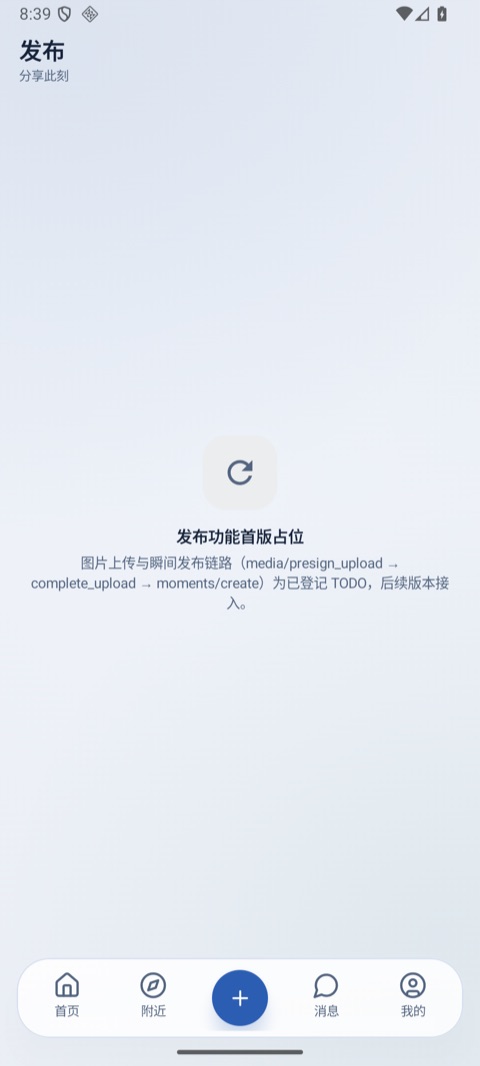 8:39
发布
分享此刻
发布功能首版占位
图片上传与瞬间发布链路（media/presign_upload →
complete_upload → moments/create）为已登记 TODO，后续版本接
入。
首页
附近
消息
我的